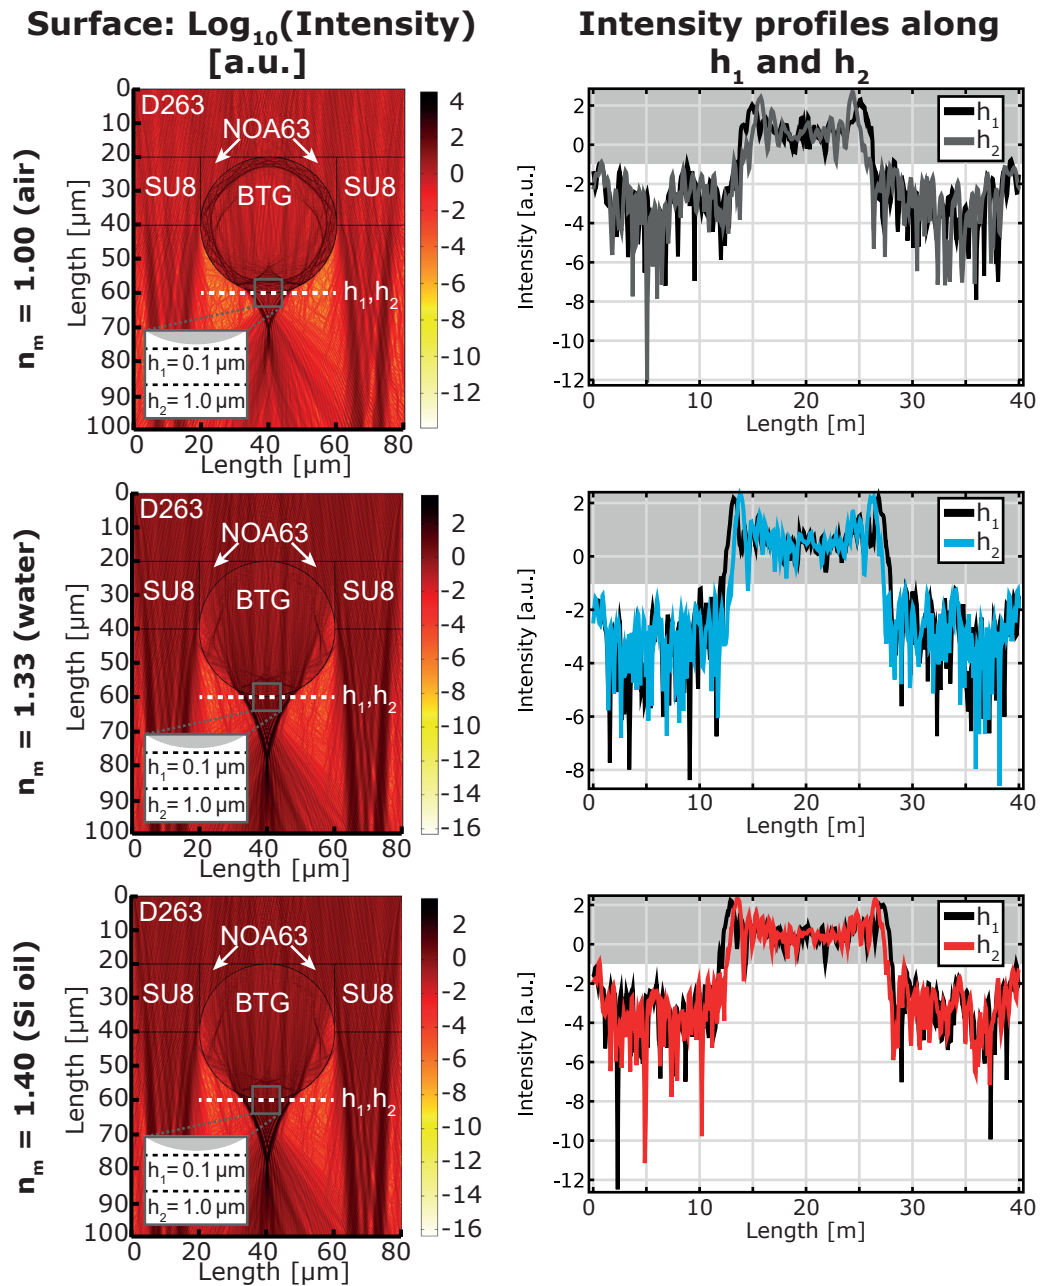 Surface: Log₁₀(Intensity)
[a.u.]
Intensity profiles along
h₁ and h₂
nₘ = 1.00 (air)
Length [µm]
0
10
20
30
40
50
60
70
80
90
100
D263
NOA63
SU8
BTG
SU8
h₁,h₂
h₁= 0.1 µm
h₂= 1.0 µm
0 20 40 60 80
Length [µm]
4
2
0
-2
-4
-6
-8
-10
-12
Intensity [a.u.]
2
0
-2
-4
-6
-8
-10
-12
h₁
h₂
0 10 20 30 40
Length [m]
nₘ = 1.33 (water)
Length [µm]
0
10
20
30
40
50
60
70
80
90
100
D263
NOA63
SU8
BTG
SU8
h₁,h₂
h₁= 0.1 µm
h₂= 1.0 µm
0 20 40 60 80
Length [µm]
2
0
-2
-4
-6
-8
-10
-12
-14
-16
Intensity [a.u.]
2
0
-2
-4
-6
-8
h₁
h₂
0 10 20 30 40
Length [m]
nₘ = 1.40 (Si oil)
Length [µm]
0
10
20
30
40
50
60
70
80
90
100
D263
NOA63
SU8
BTG
SU8
h₁,h₂
h₁= 0.1 µm
h₂= 1.0 µm
0 20 40 60 80
Length [µm]
2
0
-2
-4
-6
-8
-10
-12
-14
-16
Intensity [a.u.]
2
0
-2
-4
-6
-8
-10
-12
h₁
h₂
0 10 20 30 40
Length [m]